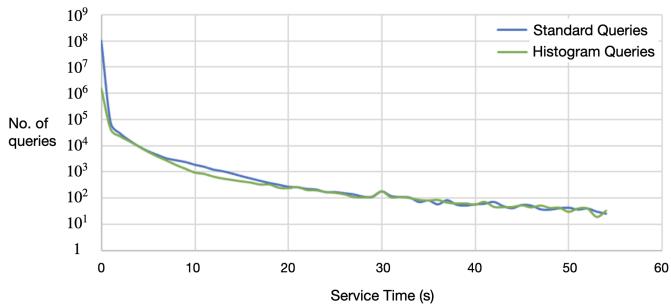 10⁹
10⁸
10⁷
10⁶
10⁵
10⁴
10³
10²
10¹
1
No. of
queries
Standard Queries
Histogram Queries
0 10 20 30 40 50 60
Service Time (s)